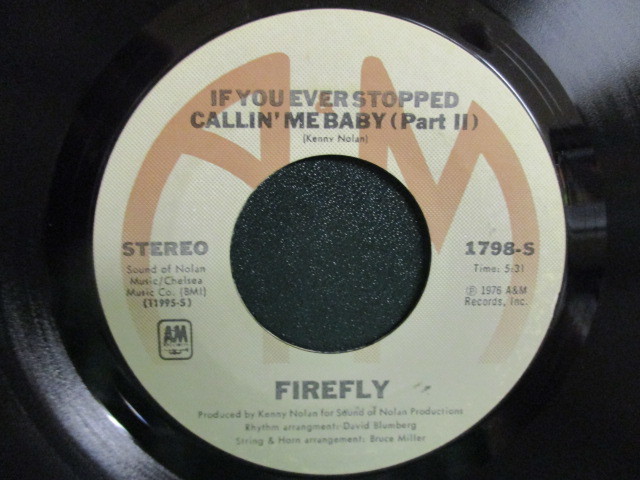 IF YOU EVER STOPPED
CALLIN' ME BABY (Part II)
(Kenny Nolan)
STEREO
Sound of Nolan
Music/Chelsea
Music Co. (BMI)
(11995-S)
1798-S
Time: 5:31
℗ 1976 A&M
Records, Inc.
A&M
FIREFLY
Produced by Kenny Nolan for Sound of Nolan Productions
Rhythm arrangment: David Blumberg
String & Horn arrangement: Bruce Miller